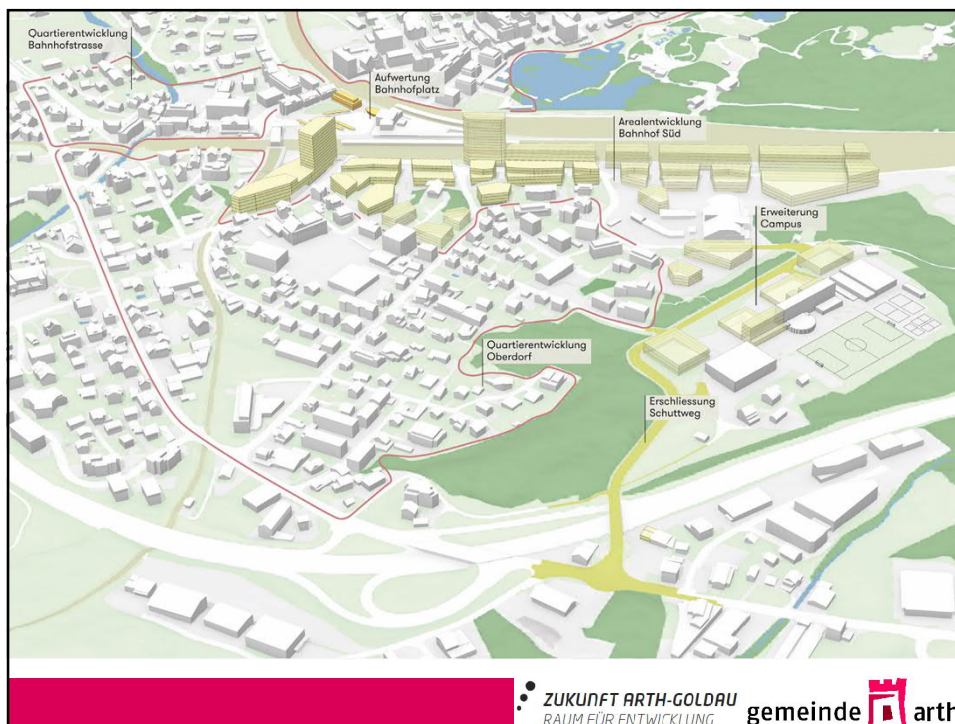 Quartierentwicklung
Bahnhofstrasse
Aufwertung
Bahnhofplatz
Arealentwicklung
Bahnhof Süd
Erweiterung
Campus
Quartierentwicklung
Oberdorf
Erschliessung
Schuttweg
ZUKUNFT ARTH-GOLDAU
RAUM FÜR ENTWICKLUNG
gemeinde arth